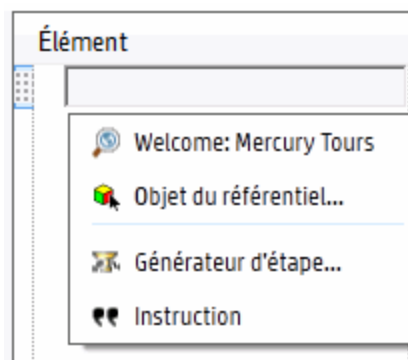 Élément
Welcome: Mercury Tours
Objet du référentiel...
Générateur d'étape...
Instruction